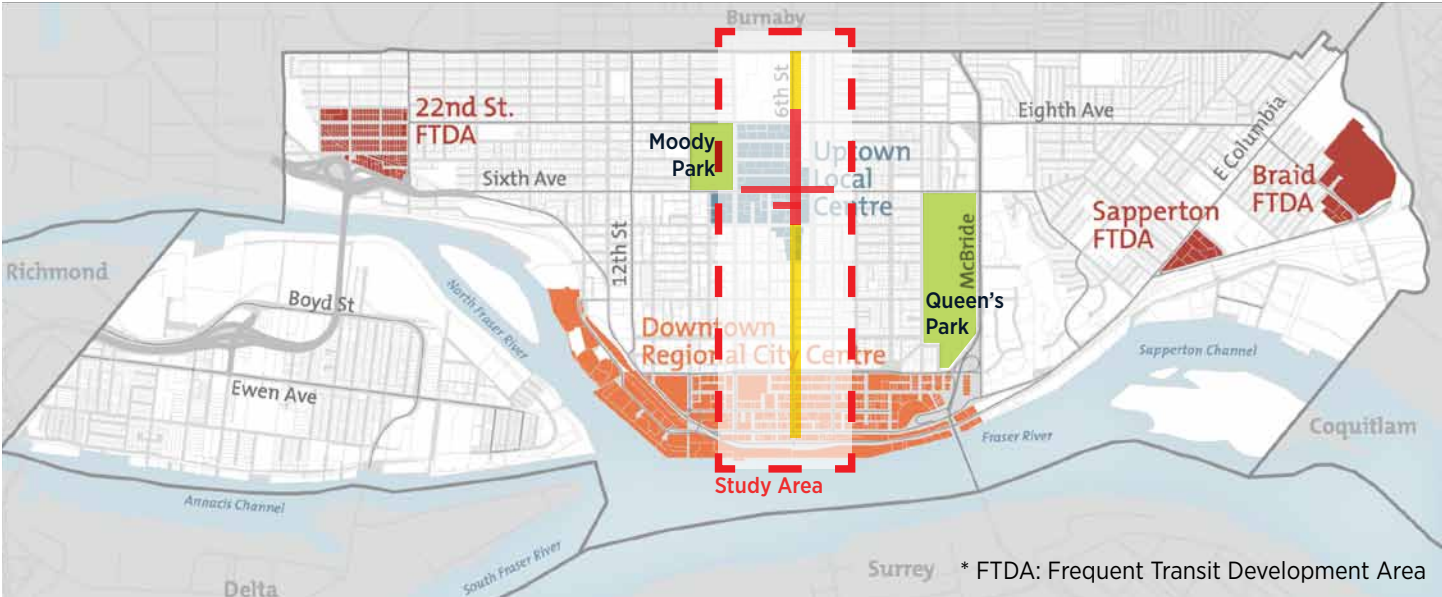 Burnaby
6th St
22nd St.
FTDA
Eighth Ave
E Columbia
Moody
Park
Uptown
Local
Centre
Sixth Ave
Braid
FTDA
Sapperton
FTDA
12th St
McBride
Richmond
Boyd St
North Fraser River
Queen's
Park
Downtown
Regional City Centre
Sapperton Channel
Ewen Ave
Fraser River
Coquitlam
Study Area
Annacis Channel
South Fraser River
Delta
Surrey
* FTDA: Frequent Transit Development Area